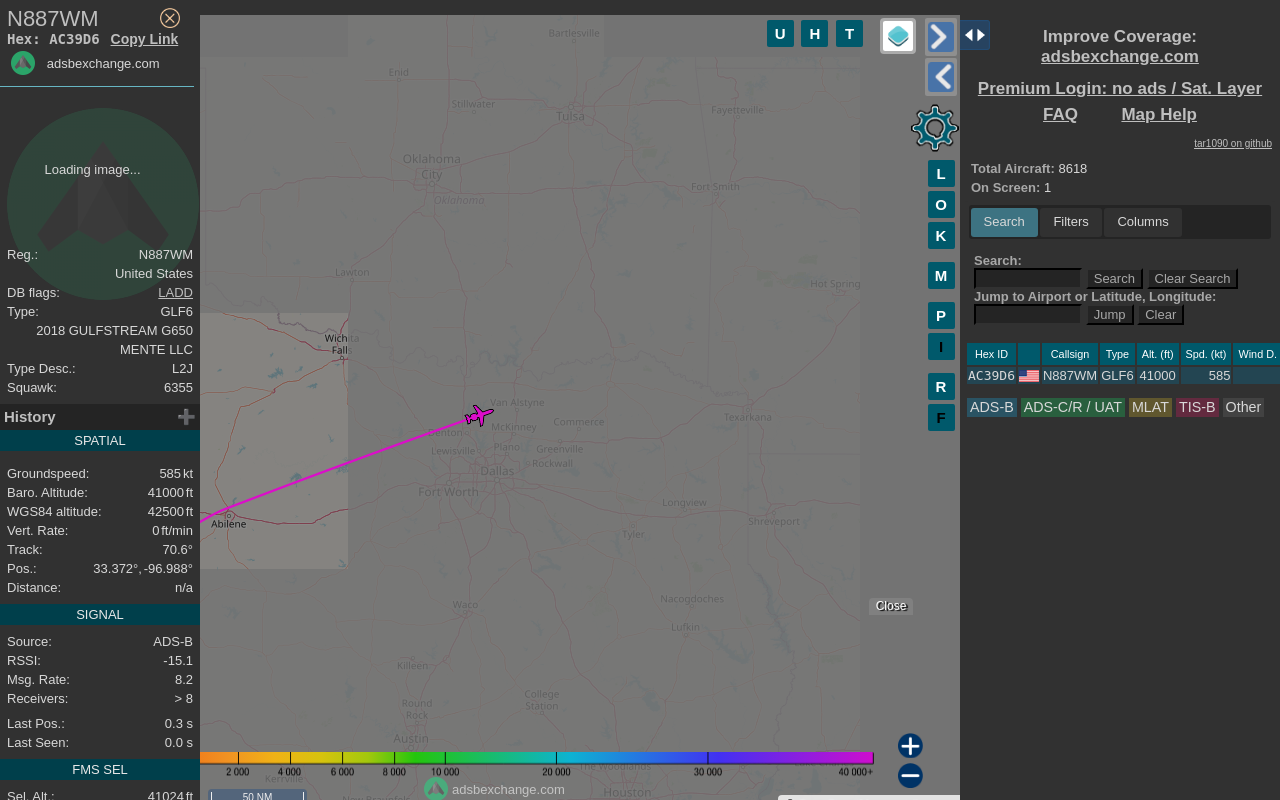 N887WM
Hex: AC39D6 Copy Link
adsbexchange.com
Loading image...
Reg.: N887WM
United States
DB flags: LADD
Type: GLF6
2018 GULFSTREAM G650
MENTE LLC
Type Desc.: L2J
Squawk: 6355
History
SPATIAL
Groundspeed: 585 kt
Baro. Altitude: 41000 ft
WGS84 altitude: 42500 ft
Vert. Rate: 0 ft/min
Track: 70.6°
Pos.: 33.372°, -96.988°
Distance: n/a
SIGNAL
Source: ADS-B
RSSI: -15.1
Msg. Rate: 8.2
Receivers: > 8
Last Pos.: 0.3 s
Last Seen: 0.0 s
FMS SEL
Sel. Alt.: 41024 ft
U H T
L
O
K
M
P
I
R
F
Bartlesville
Enid
Stillwater
Tulsa
Fayetteville
Oklahoma
City
Oklahoma
Fort Smith
Lawton
Hot Spring
Wichita
Falls
Van Alstyne
Denton
McKinney
Commerce
Texarkana
Lewisville
Plano
Greenville
Dallas
Rockwall
Fort Worth
Longview
Abilene
Tyler
Shreveport
Waco
Nacogdoches
Lufkin
Killeen
College
Station
Round
Rock
Austin
The Woodlands
Kerrville
New Braunfels
Houston
Close
2 000 4 000 6 000 8 000 10 000 20 000 30 000 40 000+
adsbexchange.com
50 NM
Improve Coverage:
adsbexchange.com
Premium Login: no ads / Sat. Layer
FAQ Map Help
tar1090 on github
Total Aircraft: 8618
On Screen: 1
Search Filters Columns
Search:
Search Clear Search
Jump to Airport or Latitude, Longitude:
Jump Clear
Hex ID Callsign Type Alt. (ft) Spd. (kt) Wind D.
AC39D6 N887WM GLF6 41000 585
ADS-B ADS-C/R / UAT MLAT TIS-B Other